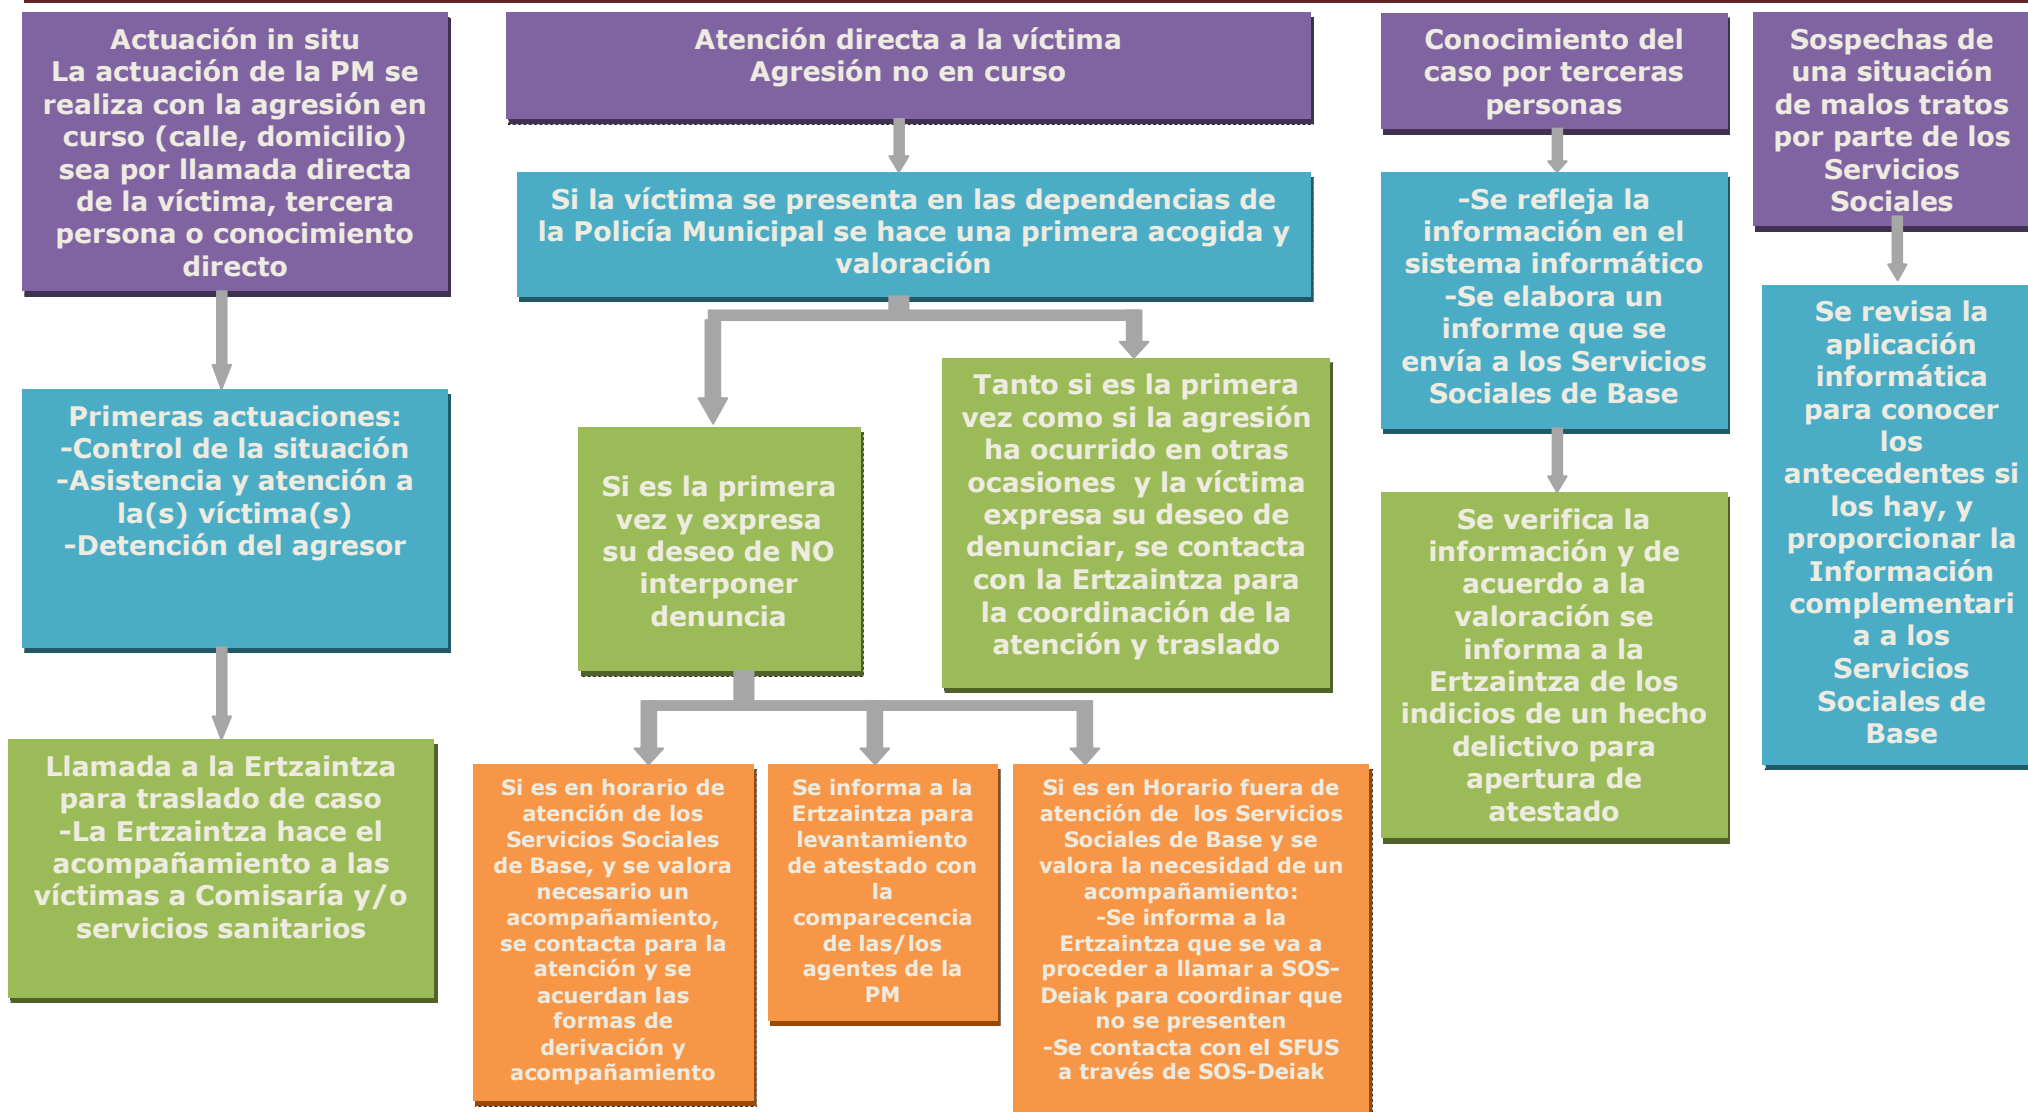 Actuación in situ
La actuación de la PM se
realiza con la agresión en
curso (calle, domicilio)
sea por llamada directa
de la víctima, tercera
persona o conocimiento
directo
Primeras actuaciones:
-Control de la situación
-Asistencia y atención a
la(s) víctima(s)
-Detención del agresor
Llamada a la Ertzaintza
para traslado de caso
-La Ertzaintza hace el
acompañamiento a las
víctimas a Comisaría y/o
servicios sanitarios
Atención directa a la víctima
Agresión no en curso
Si la víctima se presenta en las dependencias de
la Policía Municipal se hace una primera acogida y
valoración
Si es la primera
vez y expresa
su deseo de NO
interponer
denuncia
Tanto si es la primera
vez como si la agresión
ha ocurrido en otras
ocasiones y la víctima
expresa su deseo de
denunciar, se contacta
con la Ertzaintza para
la coordinación de la
atención y traslado
Si es en horario de
atención de los
Servicios Sociales
de Base, y se valora
necesario un
acompañamiento,
se contacta para la
atención y se
acuerdan las
formas de
derivación y
acompañamiento
Se informa a la
Ertzaintza para
levantamiento
de atestado con
la
comparecencia
de las/los
agentes de la
PM
Si es en Horario fuera de
atención de los Servicios
Sociales de Base y se
valora la necesidad de un
acompañamiento:
-Se informa a la
Ertzaintza que se va a
proceder a llamar a SOS-
Deiak para coordinar que
no se presenten
-Se contacta con el SFUS
a través de SOS-Deiak
Conocimiento del
caso por terceras
personas
-Se refleja la
información en el
sistema informático
-Se elabora un
informe que se
envía a los Servicios
Sociales de Base
Se verifica la
información y de
acuerdo a la
valoración se
informa a la
Ertzaintza de los
indicios de un hecho
delictivo para
apertura de
atestado
Sospechas de
una situación
de malos tratos
por parte de los
Servicios
Sociales
Se revisa la
aplicación
informática
para conocer
los
antecedentes si
los hay, y
proporcionar la
Información
complementari
a a los
Servicios
Sociales de
Base